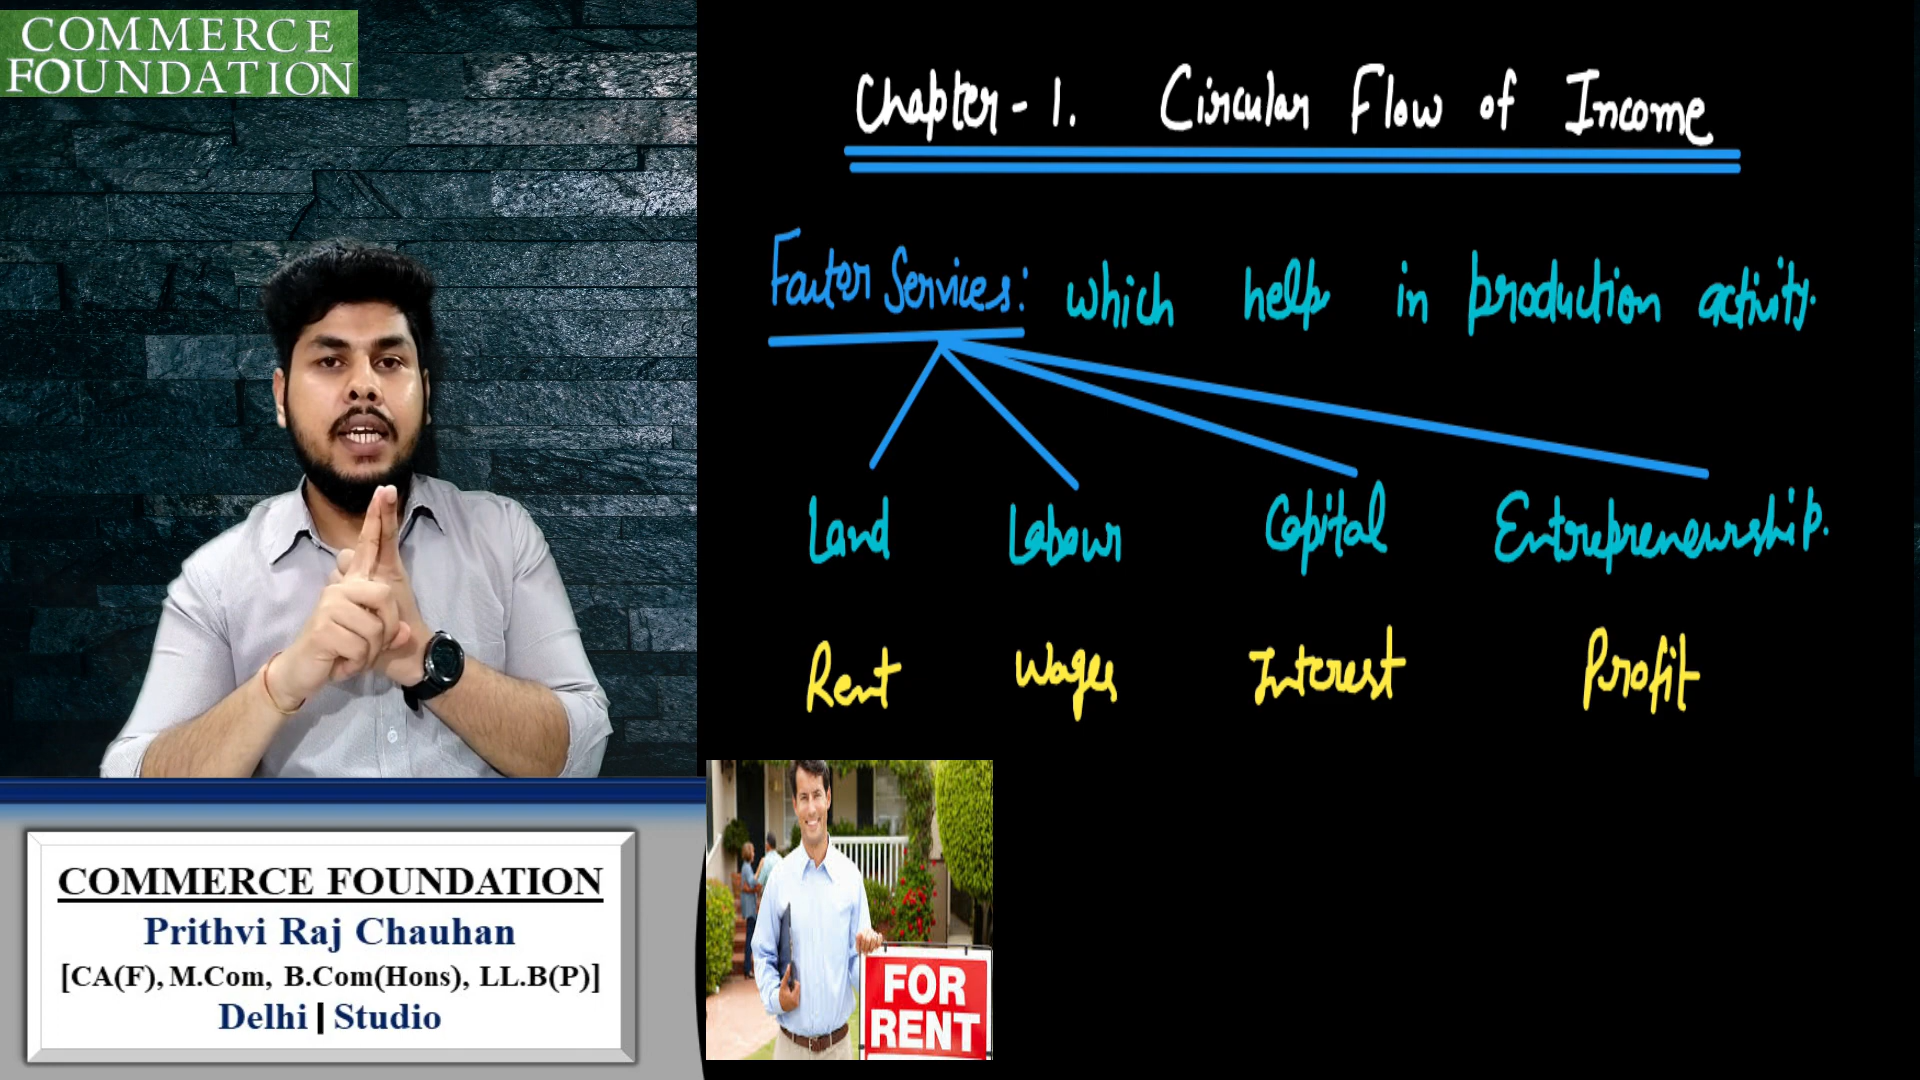 COMMERCE
FOUNDATION
Chapter - 1. Circular Flow of Income
Factor Services: which help in production activity.
Land Labour Capital Entrepreneurship.
Rent Wages Interest Profit
COMMERCE FOUNDATION
Prithvi Raj Chauhan
[CA(F), M.Com, B.Com(Hons), LL.B(P)]
Delhi | Studio
FOR
RENT